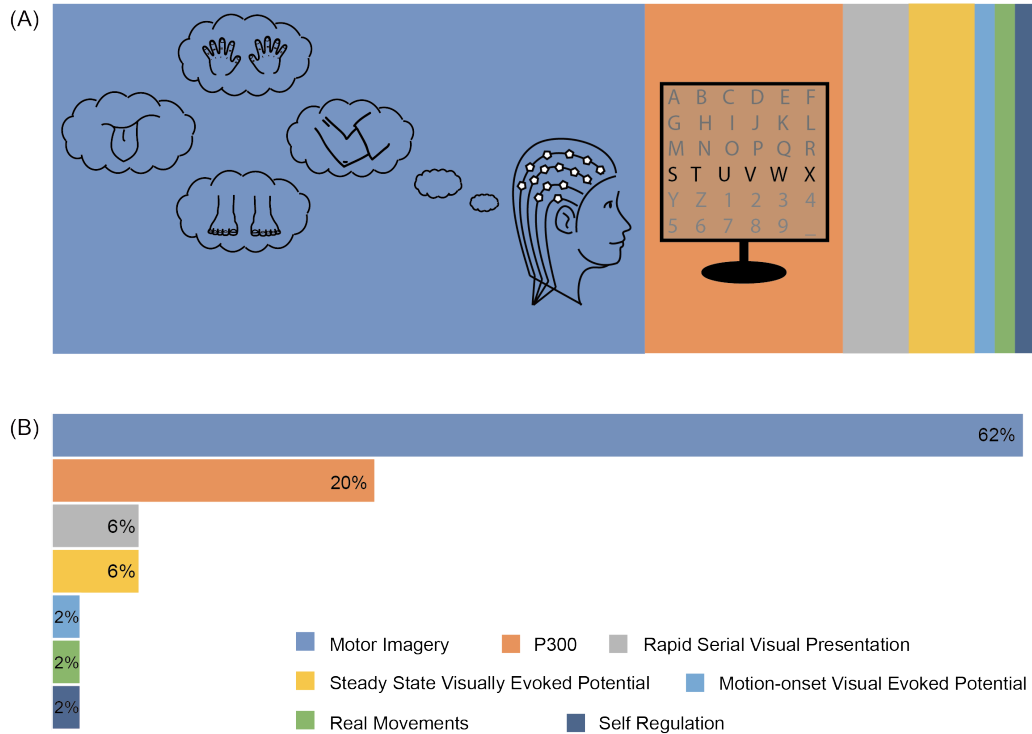 (A)
A B C D E F
G H I J K L
M N O P Q R
S T U V W X
Y Z 1 2 3 4
5 6 7 8 9 _
(B)
62%
20%
6%
6%
2%
2%
2%
Motor Imagery P300 Rapid Serial Visual Presentation
Steady State Visually Evoked Potential Motion-onset Visual Evoked Potential
Real Movements Self Regulation